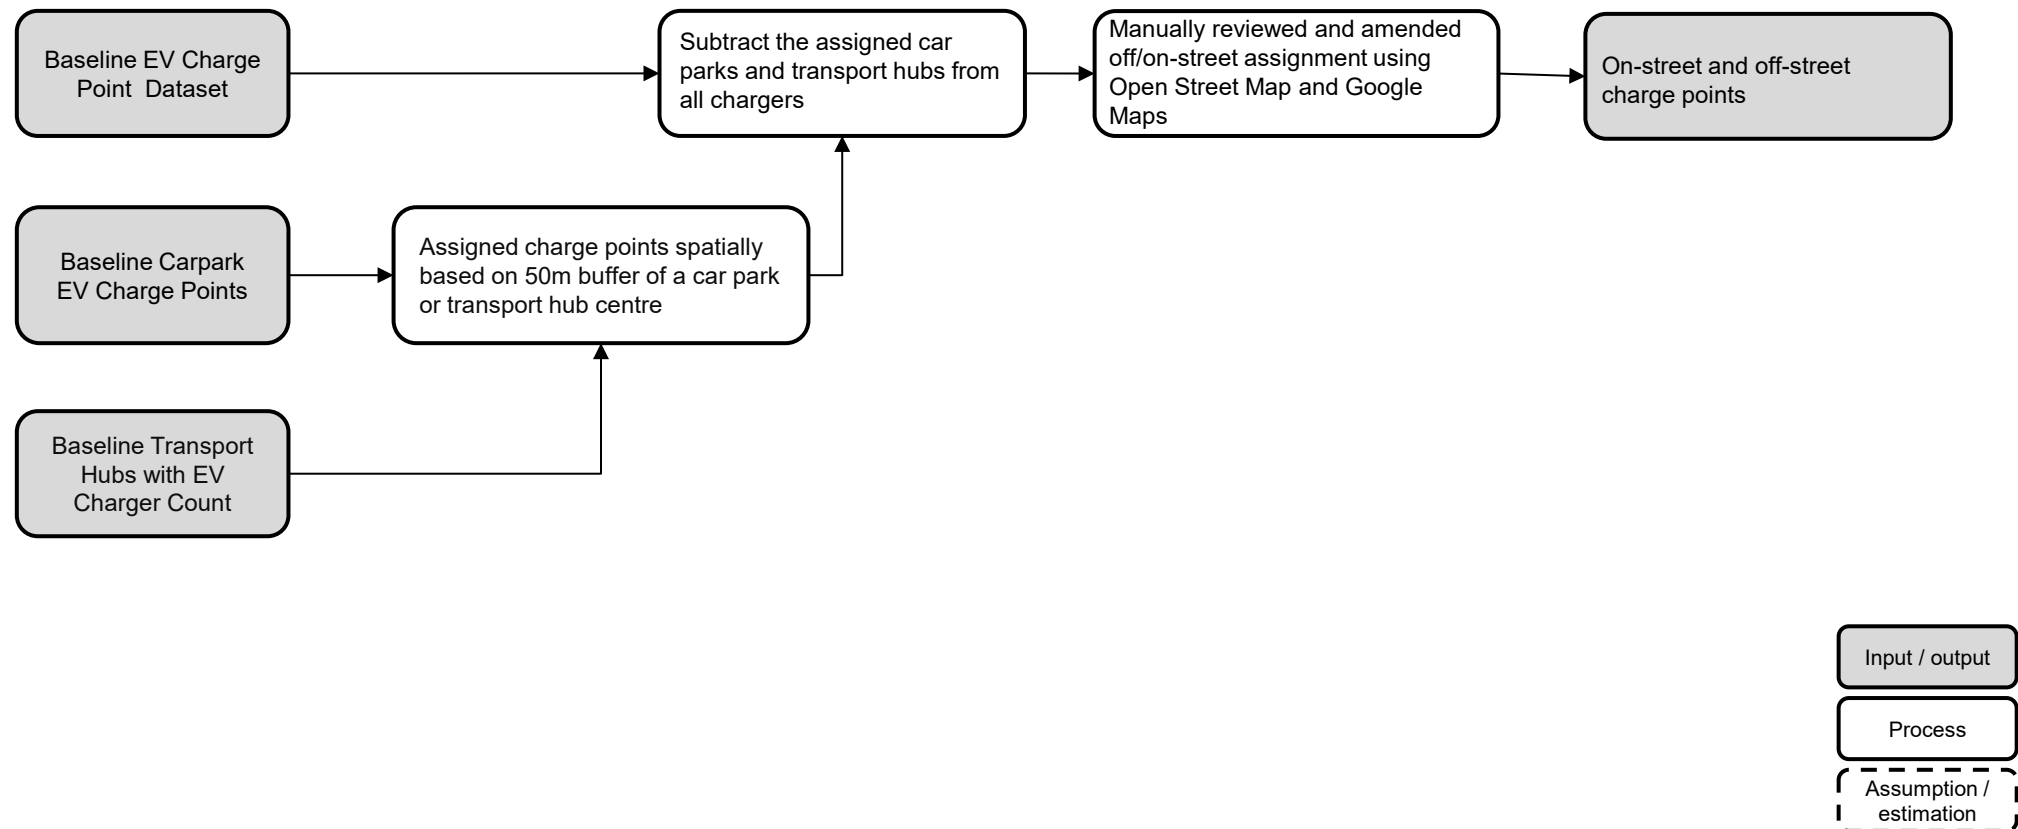 Baseline EV Charge
Point  Dataset
Subtract the assigned car
parks and transport hubs from
all chargers
Manually reviewed and amended
off/on-street assignment using
Open Street Map and Google
Maps
On-street and off-street
charge points
Baseline Carpark
EV Charge Points
Assigned charge points spatially
based on 50m buffer of a car park
or transport hub centre
Baseline Transport
Hubs with EV
Charger Count
Input / output
Process
Assumption /
estimation